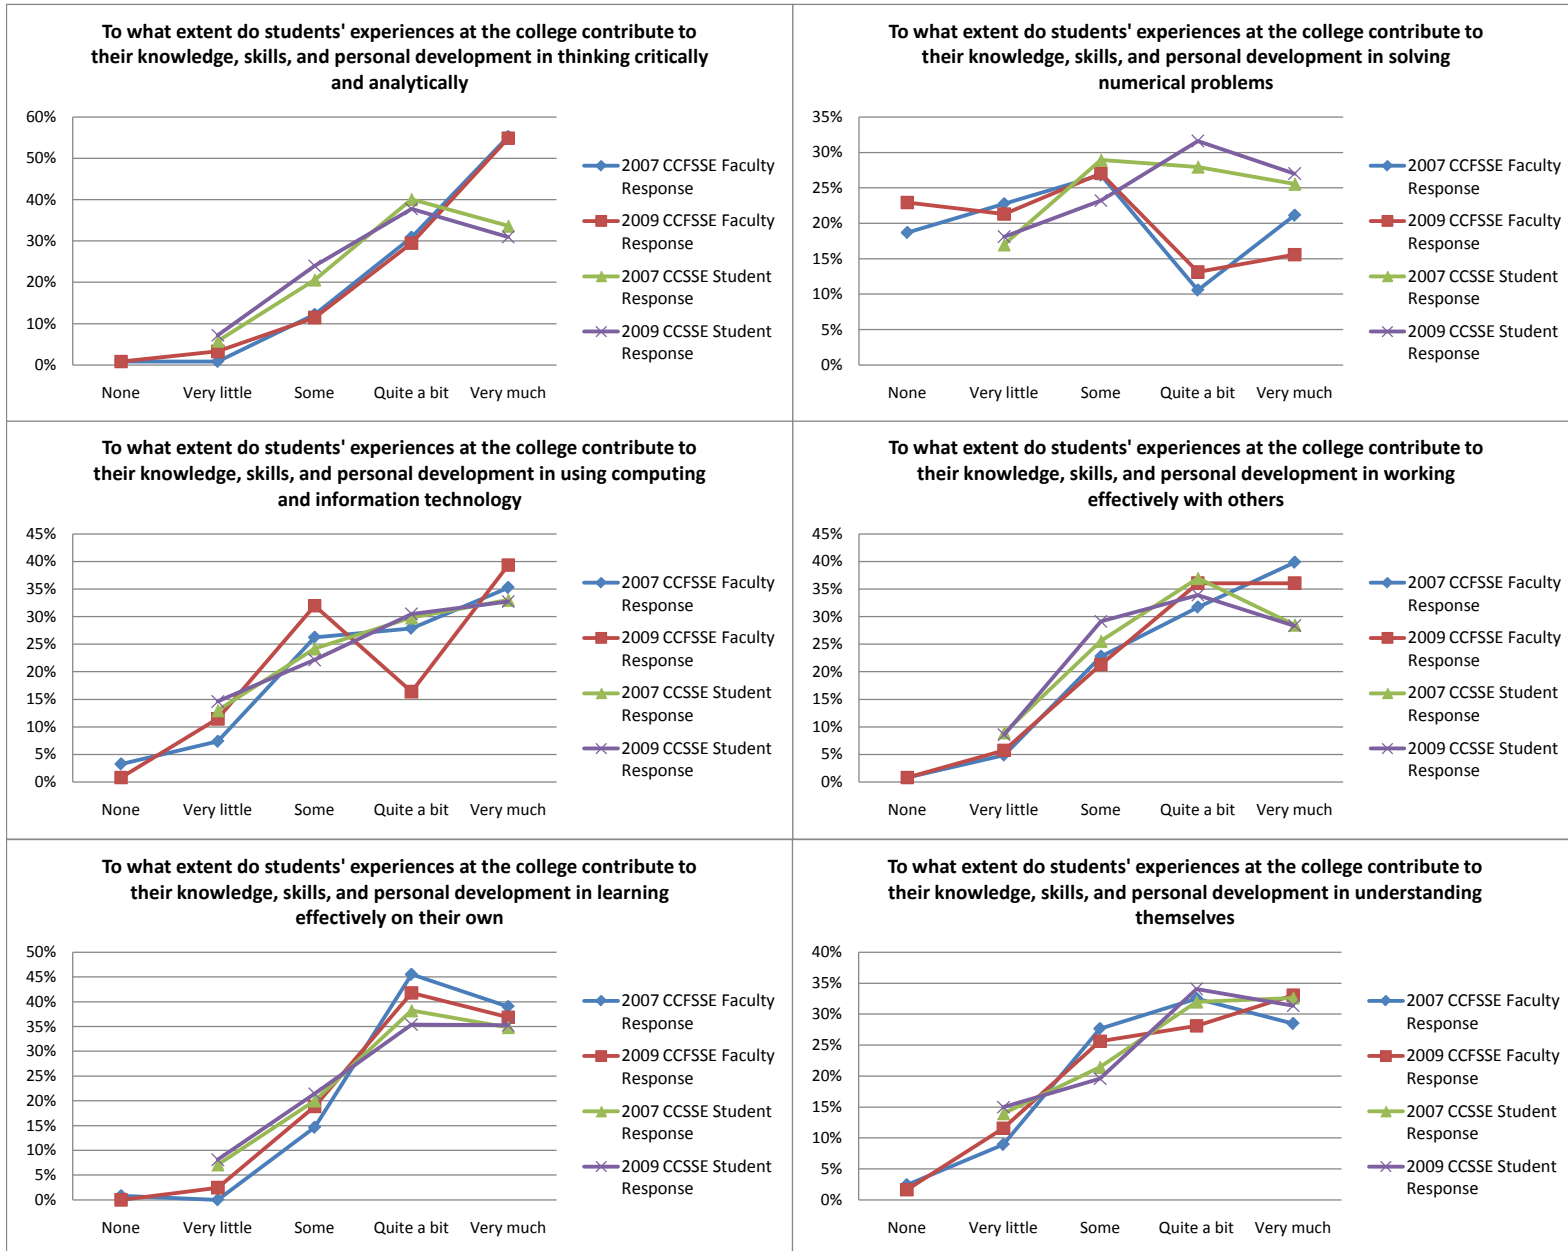 To what extent do students' experiences at the college contribute to
their knowledge, skills, and personal development in thinking critically
and analytically
60%
50%
40%
30%
20%
10%
0%
None Very little Some Quite a bit Very much
2007 CCFSSE Faculty
Response
2009 CCFSSE Faculty
Response
2007 CCSSE Student
Response
2009 CCSSE Student
Response
To what extent do students' experiences at the college contribute to
their knowledge, skills, and personal development in solving
numerical problems
35%
30%
25%
20%
15%
10%
5%
0%
None Very little Some Quite a bit Very much
2007 CCFSSE Faculty
Response
2009 CCFSSE Faculty
Response
2007 CCSSE Student
Response
2009 CCSSE Student
Response
To what extent do students' experiences at the college contribute to
their knowledge, skills, and personal development in using computing
and information technology
45%
40%
35%
30%
25%
20%
15%
10%
5%
0%
None Very little Some Quite a bit Very much
2007 CCFSSE Faculty
Response
2009 CCFSSE Faculty
Response
2007 CCSSE Student
Response
2009 CCSSE Student
Response
To what extent do students' experiences at the college contribute to
their knowledge, skills, and personal development in working
effectively with others
45%
40%
35%
30%
25%
20%
15%
10%
5%
0%
None Very little Some Quite a bit Very much
2007 CCFSSE Faculty
Response
2009 CCFSSE Faculty
Response
2007 CCSSE Student
Response
2009 CCSSE Student
Response
To what extent do students' experiences at the college contribute to
their knowledge, skills, and personal development in learning
effectively on their own
50%
45%
40%
35%
30%
25%
20%
15%
10%
5%
0%
None Very little Some Quite a bit Very much
2007 CCFSSE Faculty
Response
2009 CCFSSE Faculty
Response
2007 CCSSE Student
Response
2009 CCSSE Student
Response
To what extent do students' experiences at the college contribute to
their knowledge, skills, and personal development in understanding
themselves
40%
35%
30%
25%
20%
15%
10%
5%
0%
None Very little Some Quite a bit Very much
2007 CCFSSE Faculty
Response
2009 CCFSSE Faculty
Response
2007 CCSSE Student
Response
2009 CCSSE Student
Response